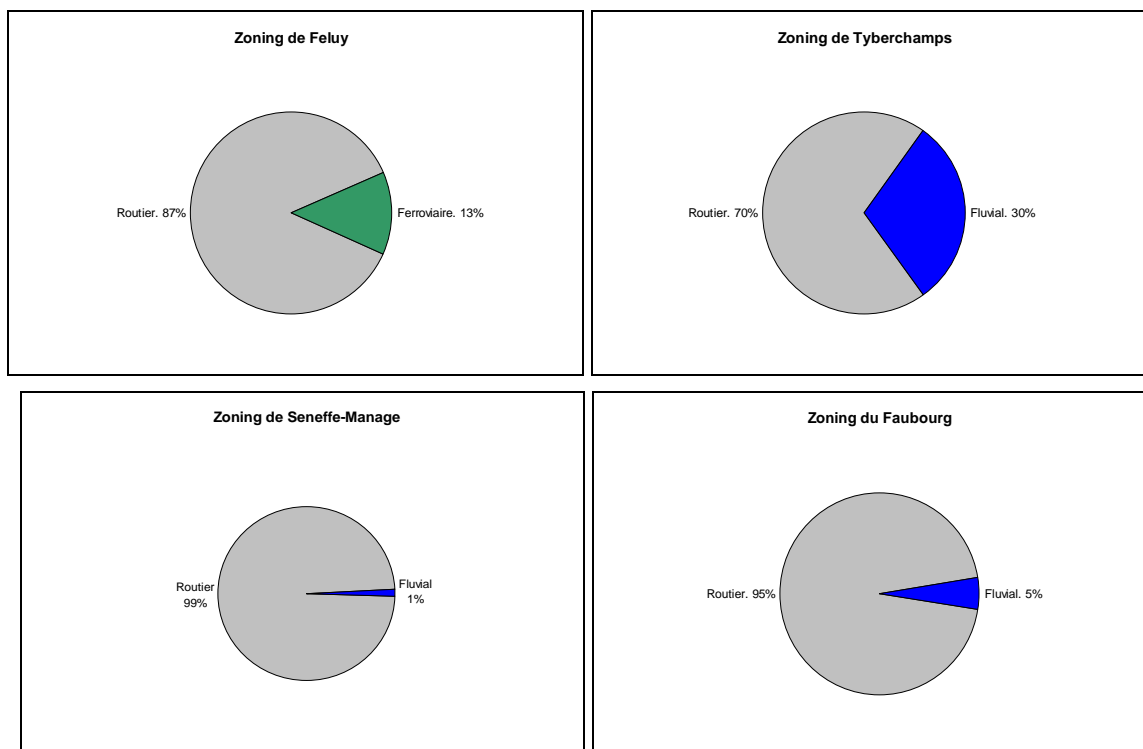 Zoning de Feluy
Routier. 87%
Ferroviaire. 13%
Zoning de Tyberchamps
Routier. 70%
Fluvial. 30%
Zoning de Seneffe-Manage
Routier
99%
Fluvial
1%
Zoning du Faubourg
Routier. 95%
Fluvial. 5%